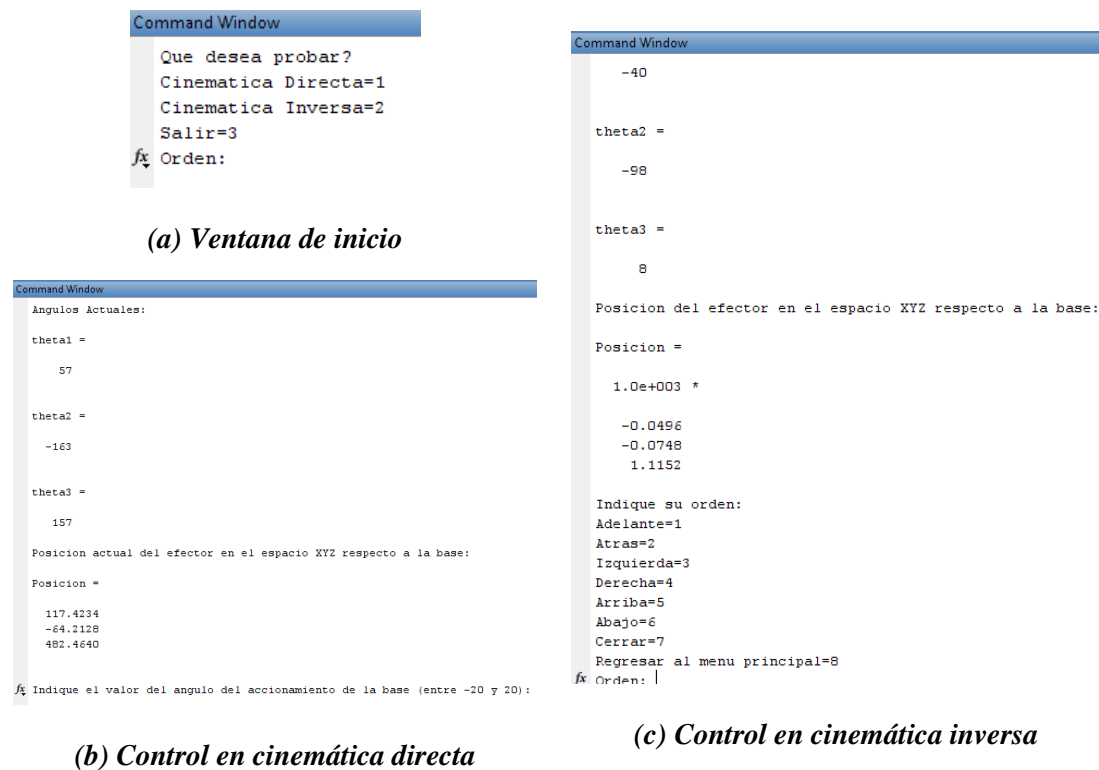 Command Window
Que desea probar?
Cinematica Directa=1
Cinematica Inversa=2
Salir=3
fx Orden:
(a) Ventana de inicio
Command Window
Angulos Actuales:
theta1 =
57
theta2 =
-163
theta3 =
157
Posicion actual del efector en el espacio XYZ respecto a la base:
Posicion =
117.4234
-64.2128
482.4640
fx Indique el valor del angulo del accionamiento de la base (entre -20 y 20):
(b) Control en cinemática directa
Command Window
-40
theta2 =
-98
theta3 =
8
Posicion del efector en el espacio XYZ respecto a la base:
Posicion =
1.0e+003 *
-0.0496
-0.0748
1.1152
Indique su orden:
Adelante=1
Atras=2
Izquierda=3
Derecha=4
Arriba=5
Abajo=6
Cerrar=7
Regresar al menu principal=8
fx Orden:
(c) Control en cinemática inversa